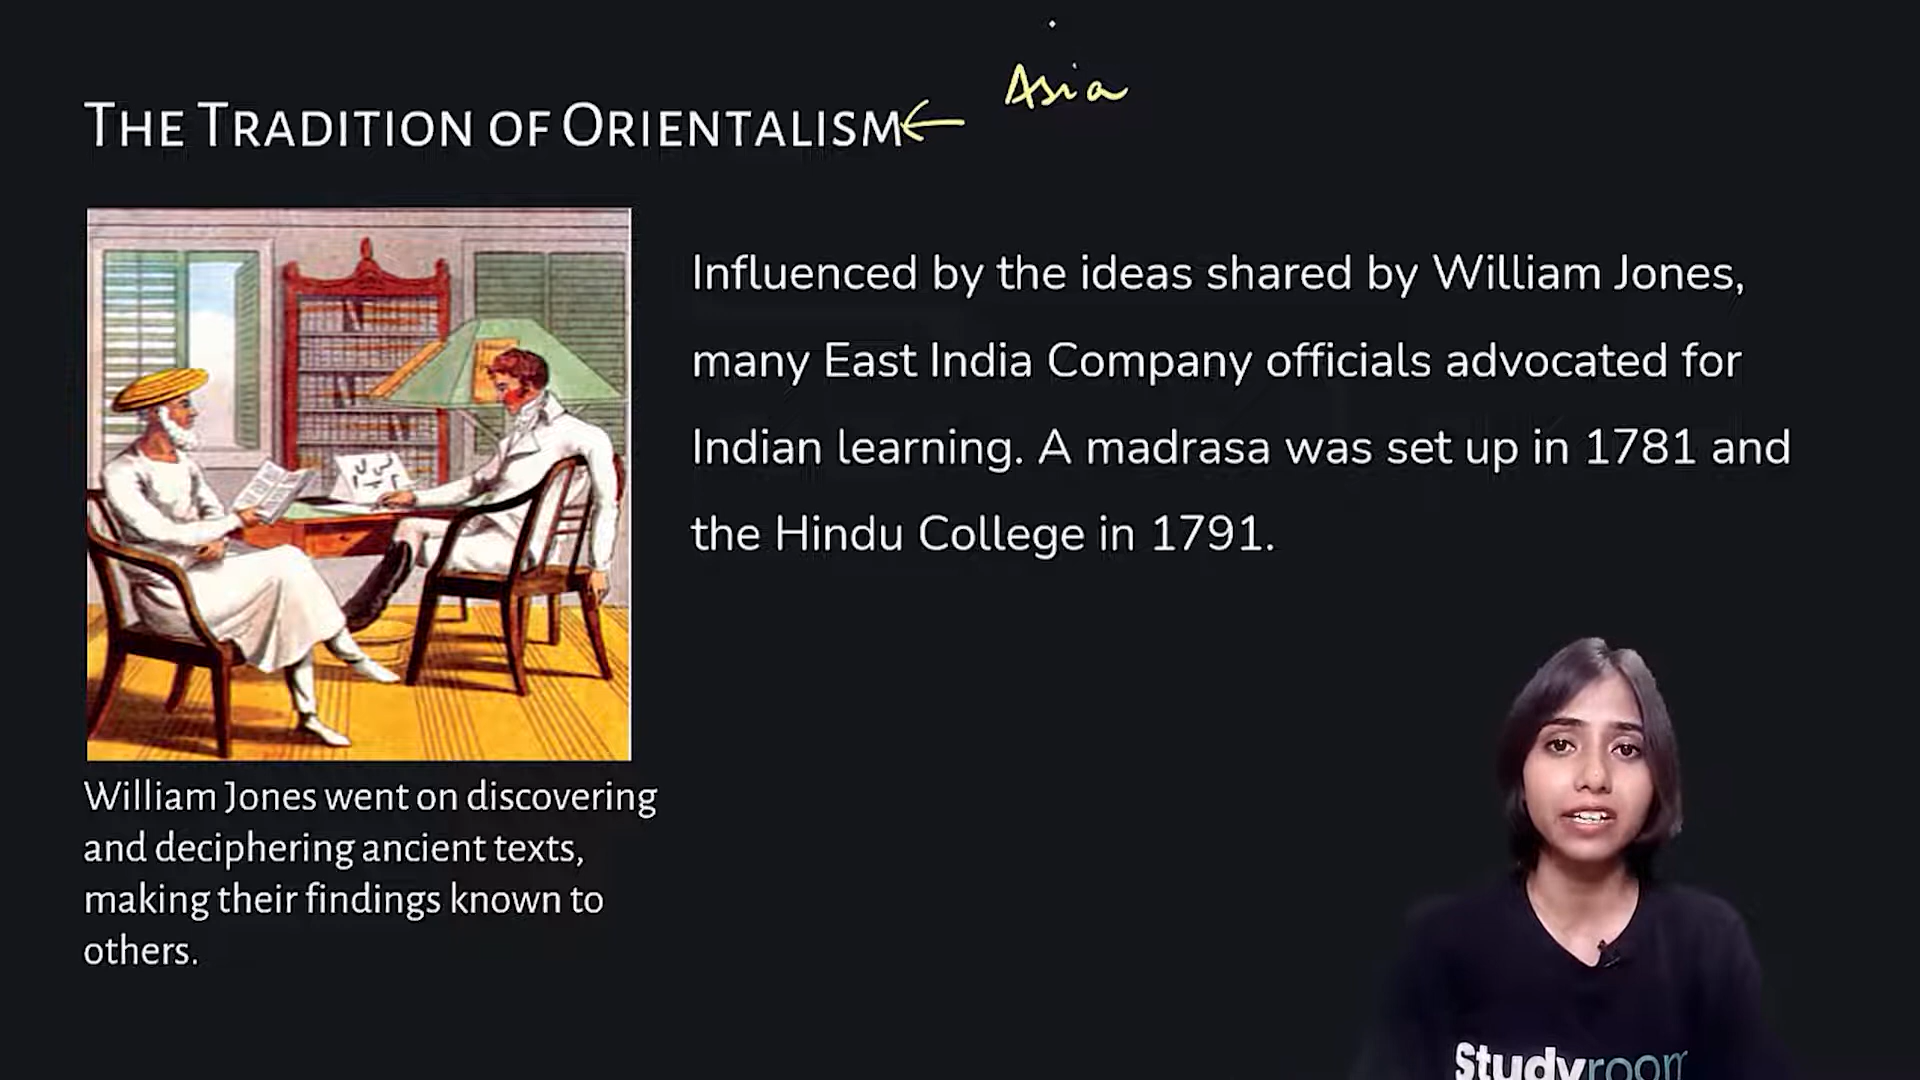 Asia
THE TRADITION OF ORIENTALISM
Influenced by the ideas shared by William Jones,
many East India Company officials advocated for
Indian learning. A madrasa was set up in 1781 and
the Hindu College in 1791.
William Jones went on discovering
and deciphering ancient texts,
making their findings known to
others.
Studyroom